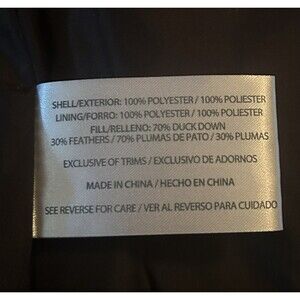 SHELL/EXTERIOR: 100% POLYESTER / 100% POLIESTER
LINING/FORRO: 100% POLYESTER / 100% POLIESTER
FILL/RELLENO: 70% DUCK DOWN
30% FEATHERS / 70% PLUMAS DE PATO / 30% PLUMAS
EXCLUSIVE OF TRIMS / EXCLUSIVO DE ADORNOS
MADE IN CHINA / HECHO EN CHINA
SEE REVERSE FOR CARE / VER AL REVERSO PARA CUIDADO